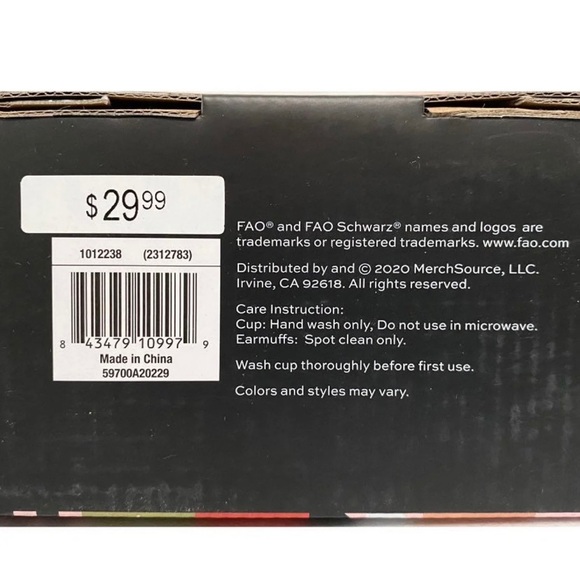 $29.99
1012238 (2312783)
8 43479 10997 9
Made in China
59700A20229
FAO® and FAO Schwarz® names and logos are
trademarks or registered trademarks. www.fao.com
Distributed by and © 2020 MerchSource, LLC.
Irvine, CA 92618. All rights reserved.
Care Instruction:
Cup: Hand wash only, Do not use in microwave.
Earmuffs: Spot clean only.
Wash cup thoroughly before first use.
Colors and styles may vary.